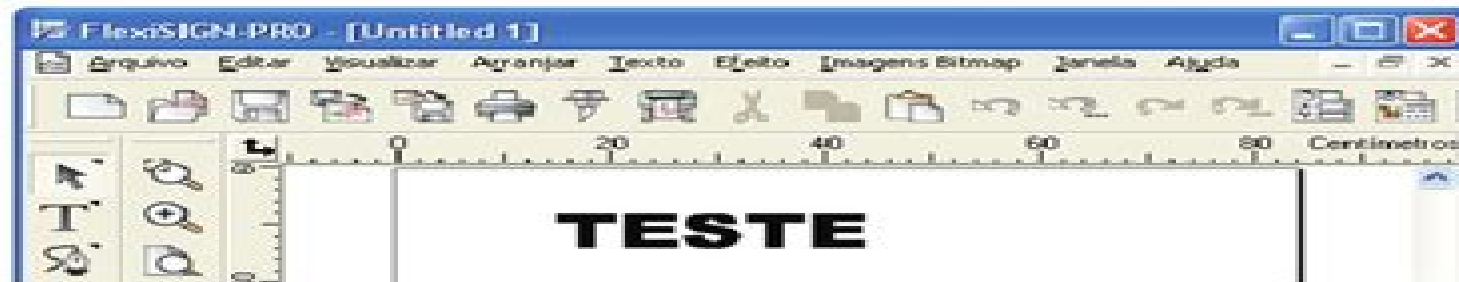 FlexiSIGN-PRO - [Untitled 1]
Arquivo Editar Visualizar Arranjar Texto Efeito Imagens Bitmap Janela Ajuda
0 20 40 60 80 Centímetros
T
TESTE